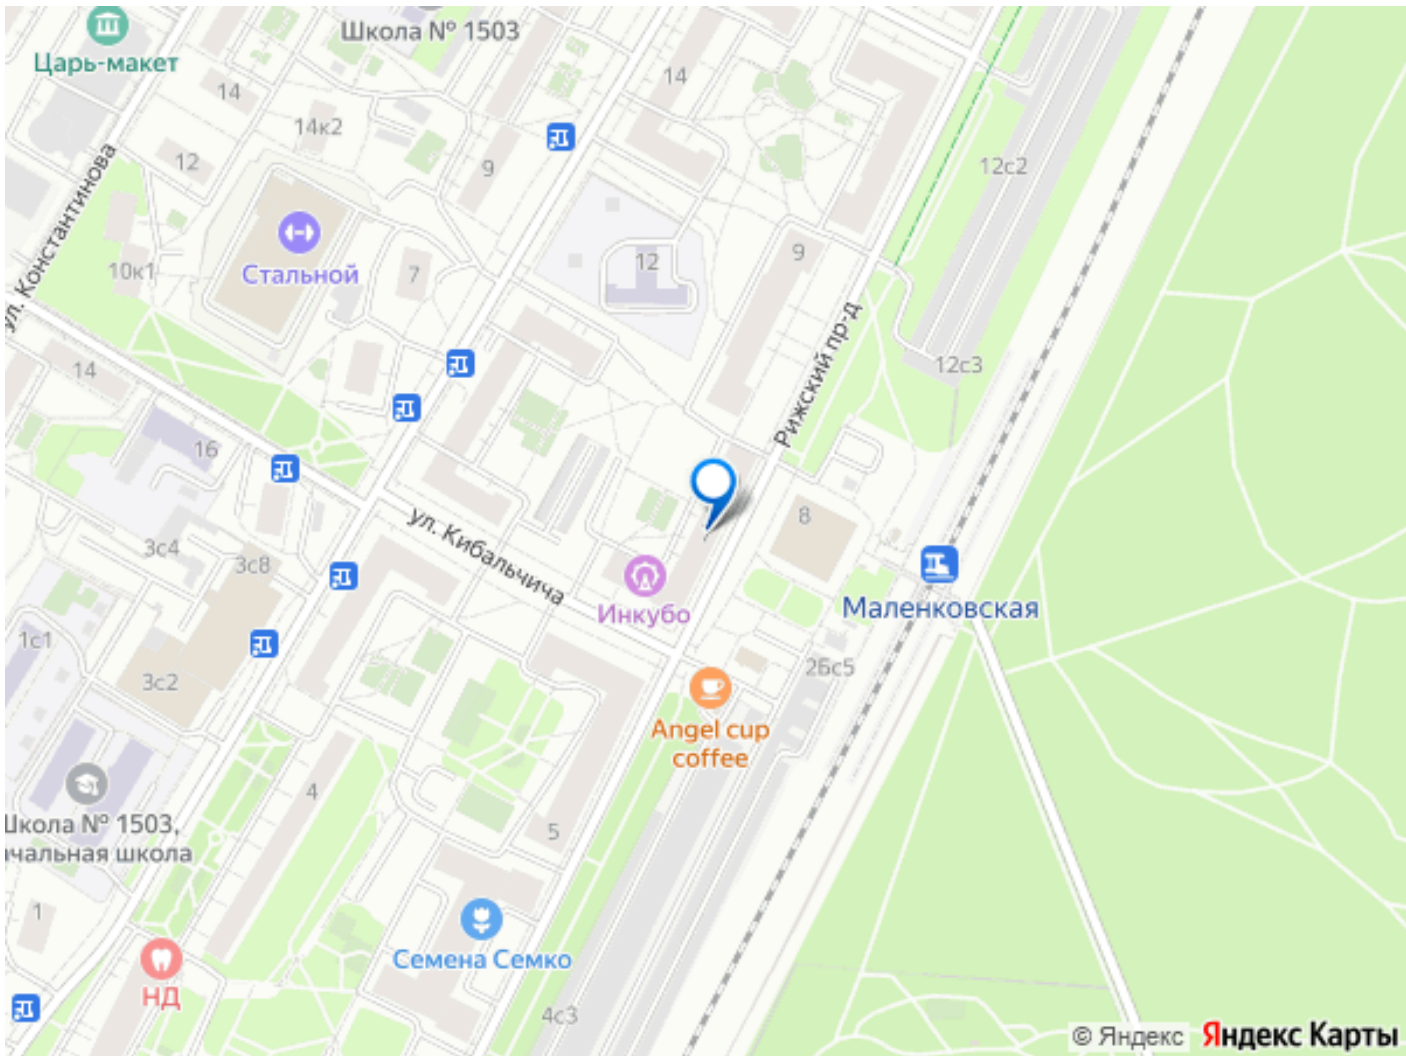 Школа № 1503
Царь-макет
14
14
14к2
12
9
12с2
ул. Константинова
Стальной
10к1
7
12
9
Рижский пр-д
12с3
14
16
8
ул. Кибальчича
3с4
3с8
Инкубо
Маленковская
1с1
3с2
26с5
Angel cup
coffee
4
5
Школа № 1503,
начальная школа
1
Семена Семко
НД
4с3
© Яндекс Яндекс Карты